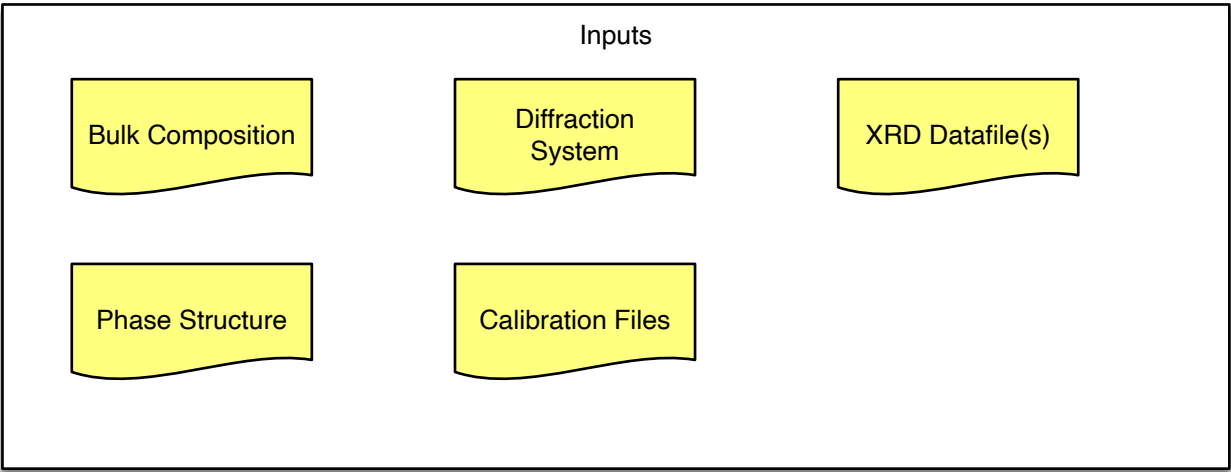 Inputs
Bulk Composition
Diffraction
System
XRD Datafile(s)
Phase Structure
Calibration Files